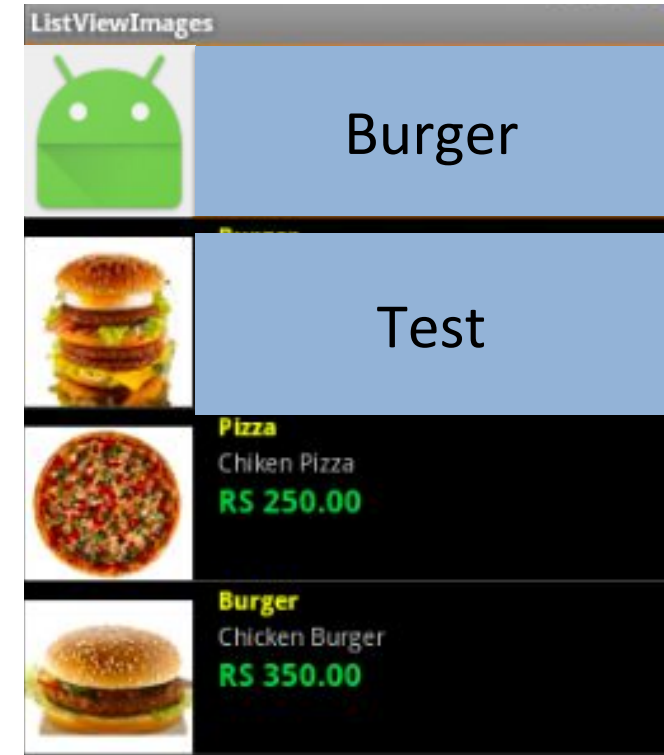 ListViewImages
Burger
Test
Pizza
Chiken Pizza
RS 250.00
Burger
Chicken Burger
RS 350.00